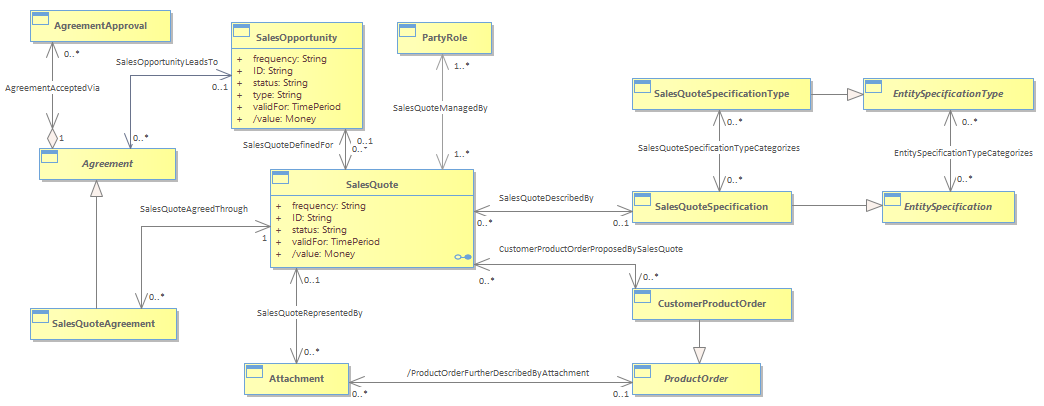 AgreementApproval
0..*
AgreementAcceptedVia
1
Agreement
SalesOpportunityLeadsTo
0..1
0..*
SalesOpportunity
+ frequency: String
+ ID: String
+ status: String
+ type: String
+ validFor: TimePeriod
+ /value: Money
0..1
SalesQuoteDefinedFor
0..*
PartyRole
1..*
SalesQuoteManagedBy
1..*
SalesQuoteSpecificationType
EntitySpecificationType
0..*
0..*
SalesQuoteSpecificationTypeCategorizes
EntitySpecificationTypeCategorizes
0..*
0..*
SalesQuoteSpecification
EntitySpecification
SalesQuote
+ frequency: String
+ ID: String
+ status: String
+ validFor: TimePeriod
+ /value: Money
SalesQuoteDescribedBy
0..*
0..1
SalesQuoteAgreedThrough
1
0..*
SalesQuoteAgreement
CustomerProductOrderProposedBySalesQuote
0..*
0..*
CustomerProductOrder
0..1
SalesQuoteRepresentedBy
0..*
Attachment
/ProductOrderFurtherDescribedByAttachment
0..*
0..1
ProductOrder